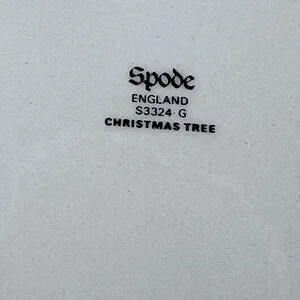 Spode
ENGLAND
S3324-G
CHRISTMAS TREE